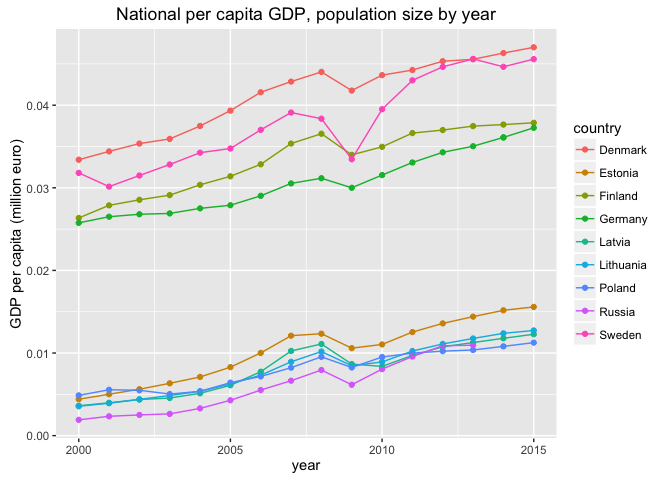 National per capita GDP, population size by year
GDP per capita (million euro)
0.04
0.03
0.02
0.01
0.00
2000 2005 2010 2015
year
country
Denmark
Estonia
Finland
Germany
Latvia
Lithuania
Poland
Russia
Sweden